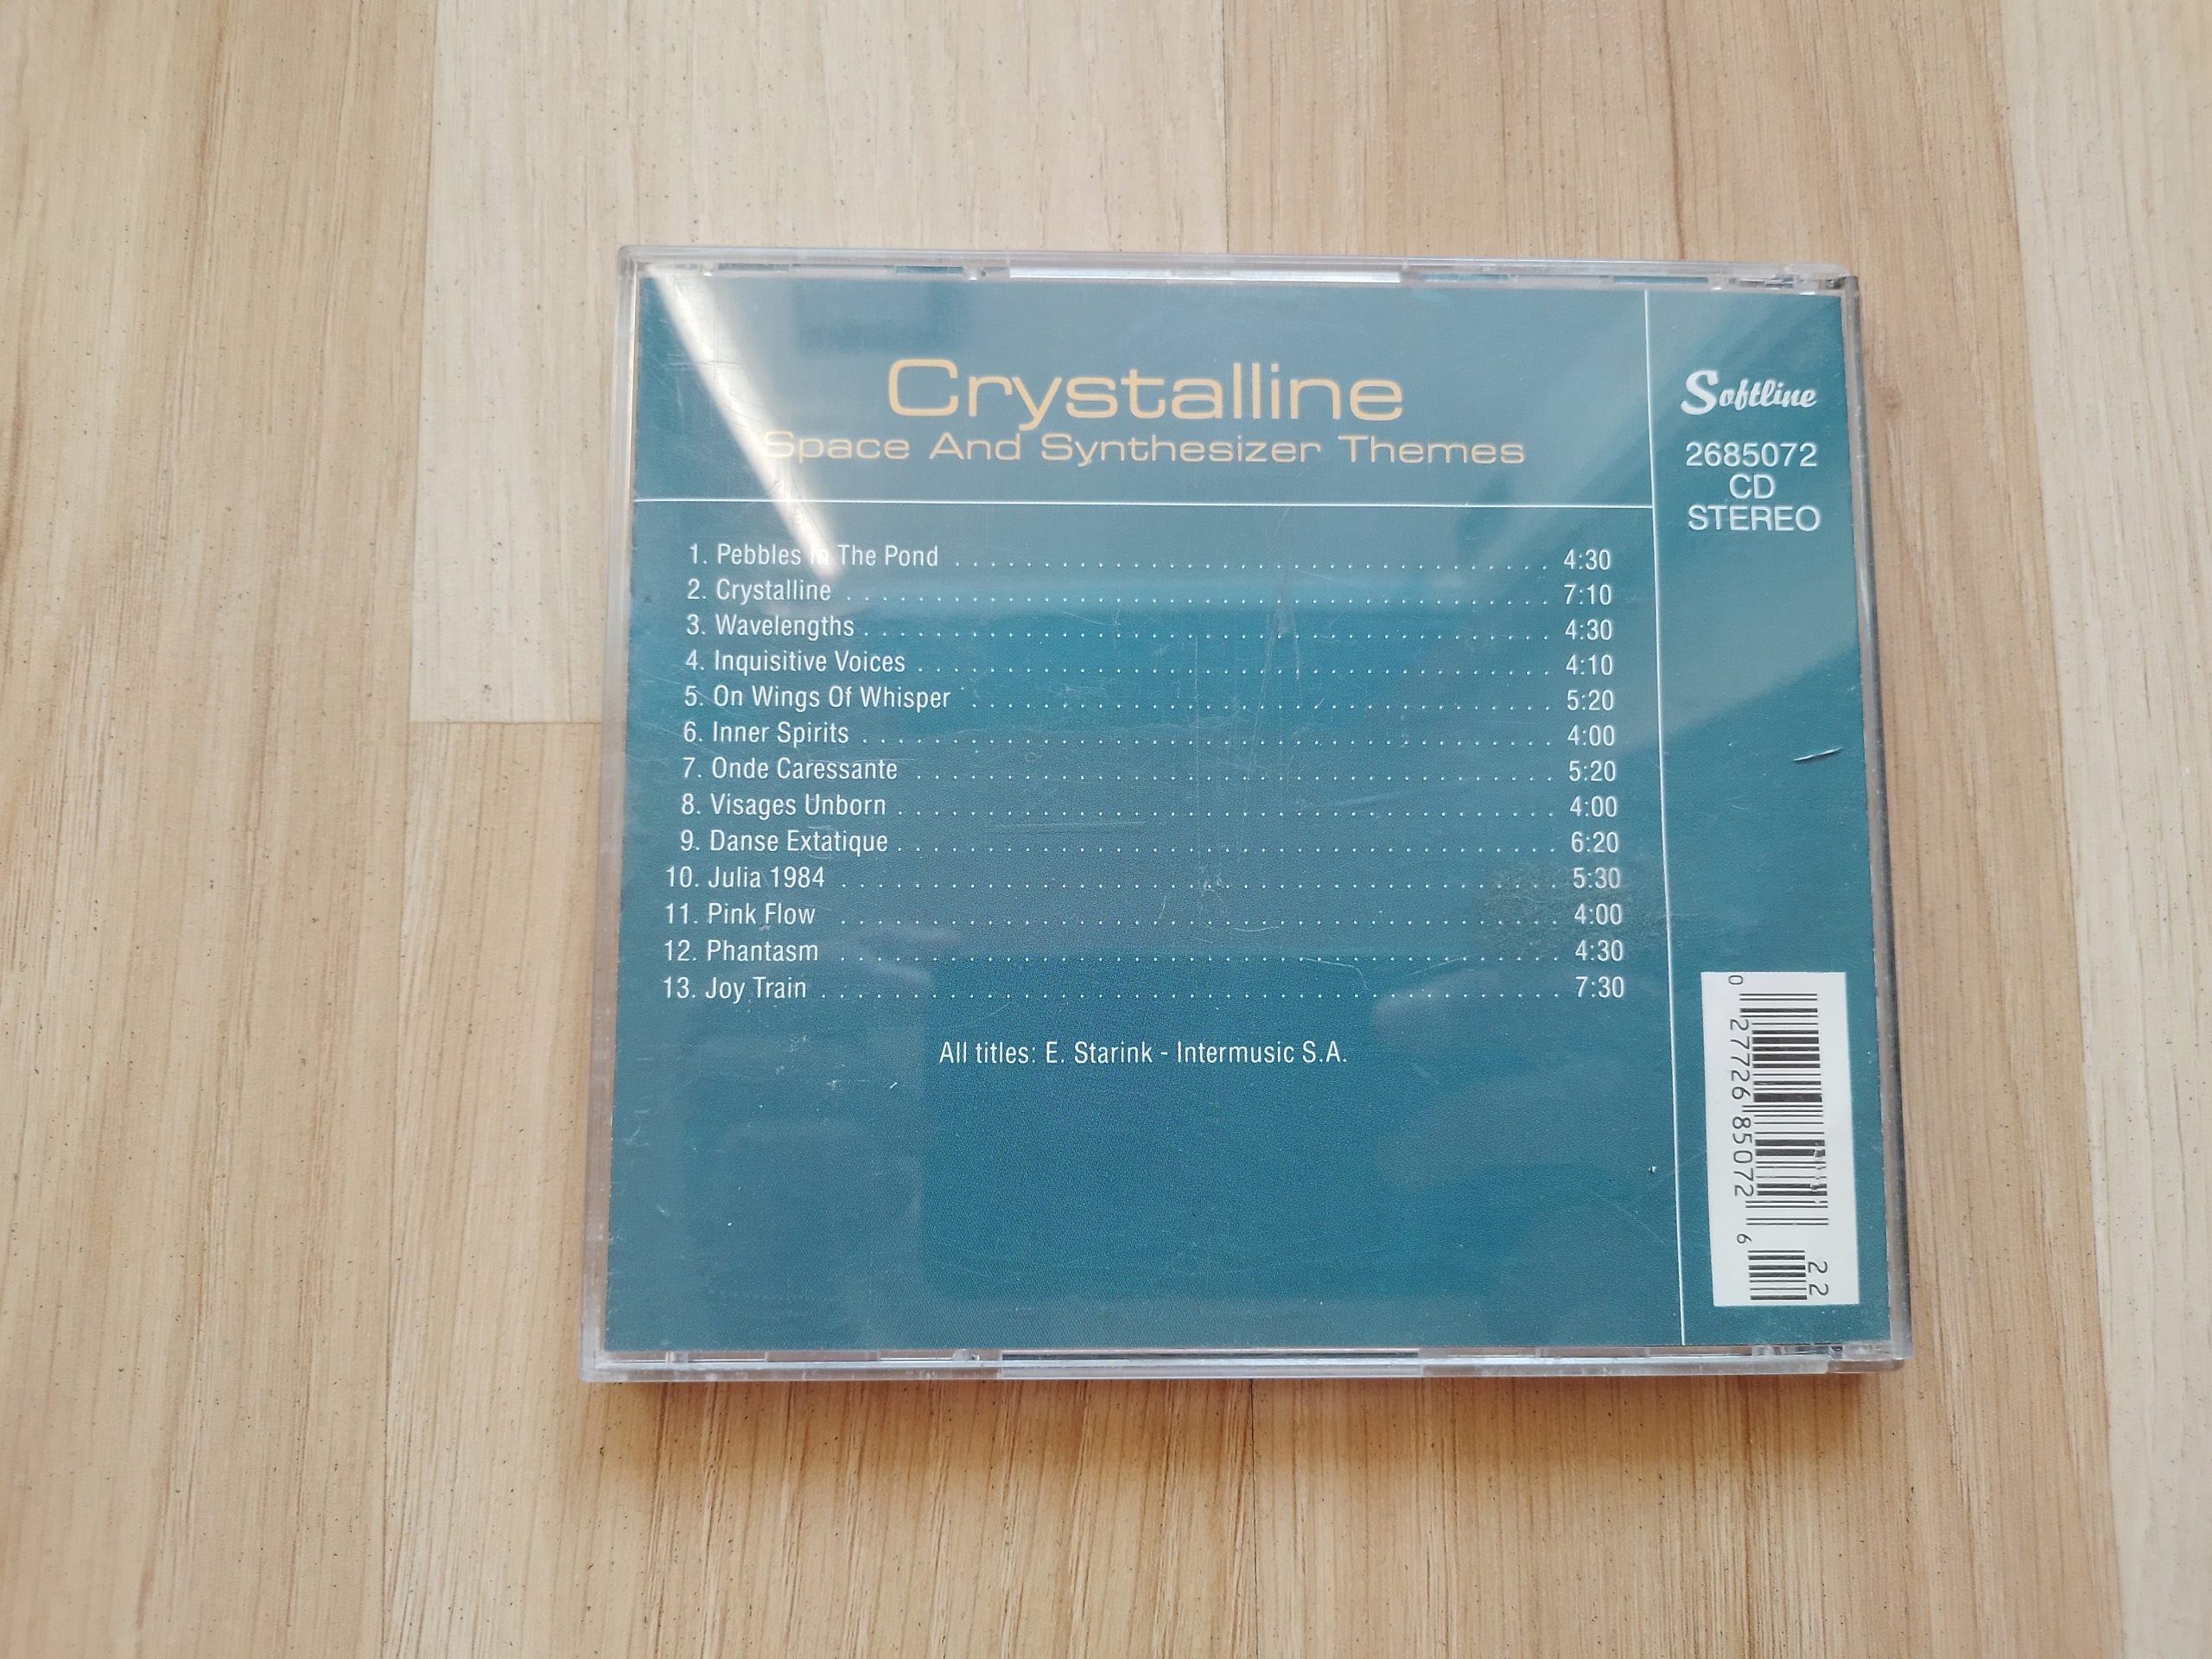 Crystalline
Space And Synthesizer Themes
1. Pebbles In The Pond . . . . . . . . . . . . . . . . . . . . . . . . . . . . . . . . . 4:30
2. Crystalline . . . . . . . . . . . . . . . . . . . . . . . . . . . . . . . . . . . . . . . 7:10
3. Wavelengths . . . . . . . . . . . . . . . . . . . . . . . . . . . . . . . . . . . . . . 4:30
4. Inquisitive Voices . . . . . . . . . . . . . . . . . . . . . . . . . . . . . . . . . . . 4:10
5. On Wings Of Whisper . . . . . . . . . . . . . . . . . . . . . . . . . . . . . . . . 5:20
6. Inner Spirits . . . . . . . . . . . . . . . . . . . . . . . . . . . . . . . . . . . . . . 4:00
7. Onde Caressante . . . . . . . . . . . . . . . . . . . . . . . . . . . . . . . . . . . 5:20
8. Visages Unborn . . . . . . . . . . . . . . . . . . . . . . . . . . . . . . . . . . . . 4:00
9. Danse Extatique . . . . . . . . . . . . . . . . . . . . . . . . . . . . . . . . . . . . 6:20
10. Julia 1984 . . . . . . . . . . . . . . . . . . . . . . . . . . . . . . . . . . . . . . . 5:30
11. Pink Flow . . . . . . . . . . . . . . . . . . . . . . . . . . . . . . . . . . . . . . . 4:00
12. Phantasm . . . . . . . . . . . . . . . . . . . . . . . . . . . . . . . . . . . . . . . 4:30
13. Joy Train . . . . . . . . . . . . . . . . . . . . . . . . . . . . . . . . . . . . . . . . 7:30
All titles: E. Starink - Intermusic S.A.
Softline
2685072
CD
STEREO
0 27726 85072 6
22